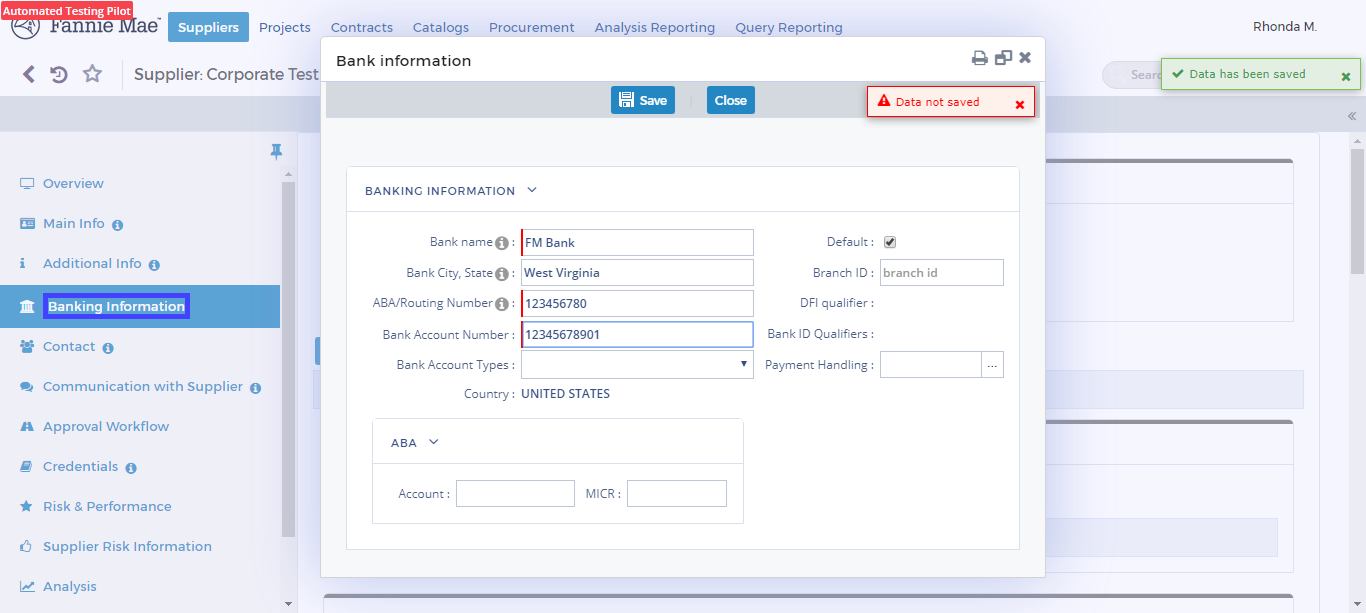 Automated Testing Pilot
Fannie Mae
Suppliers Projects Contracts Catalogs Procurement Analysis Reporting Query Reporting
Rhonda M.
Supplier: Corporate Test
Bank information
Data has been saved
Save Close
Data not saved
Overview
Main Info
Additional Info
Banking Information
Contact
Communication with Supplier
Approval Workflow
Credentials
Risk & Performance
Supplier Risk Information
Analysis
BANKING INFORMATION
Bank name : FM Bank Default :
Bank City, State : West Virginia Branch ID : branch id
ABA/Routing Number : 123456780 DFI qualifier :
Bank Account Number : 12345678901 Bank ID Qualifiers :
Bank Account Types : Payment Handling : ...
Country : UNITED STATES
ABA
Account : MICR :